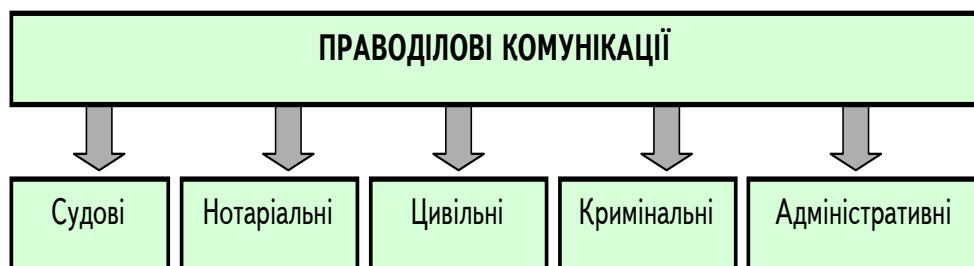 ПРАВОДІЛОВІ КОМУНІКАЦІЇ
Судові
Нотаріальні
Цивільні
Кримінальні
Адміністративні